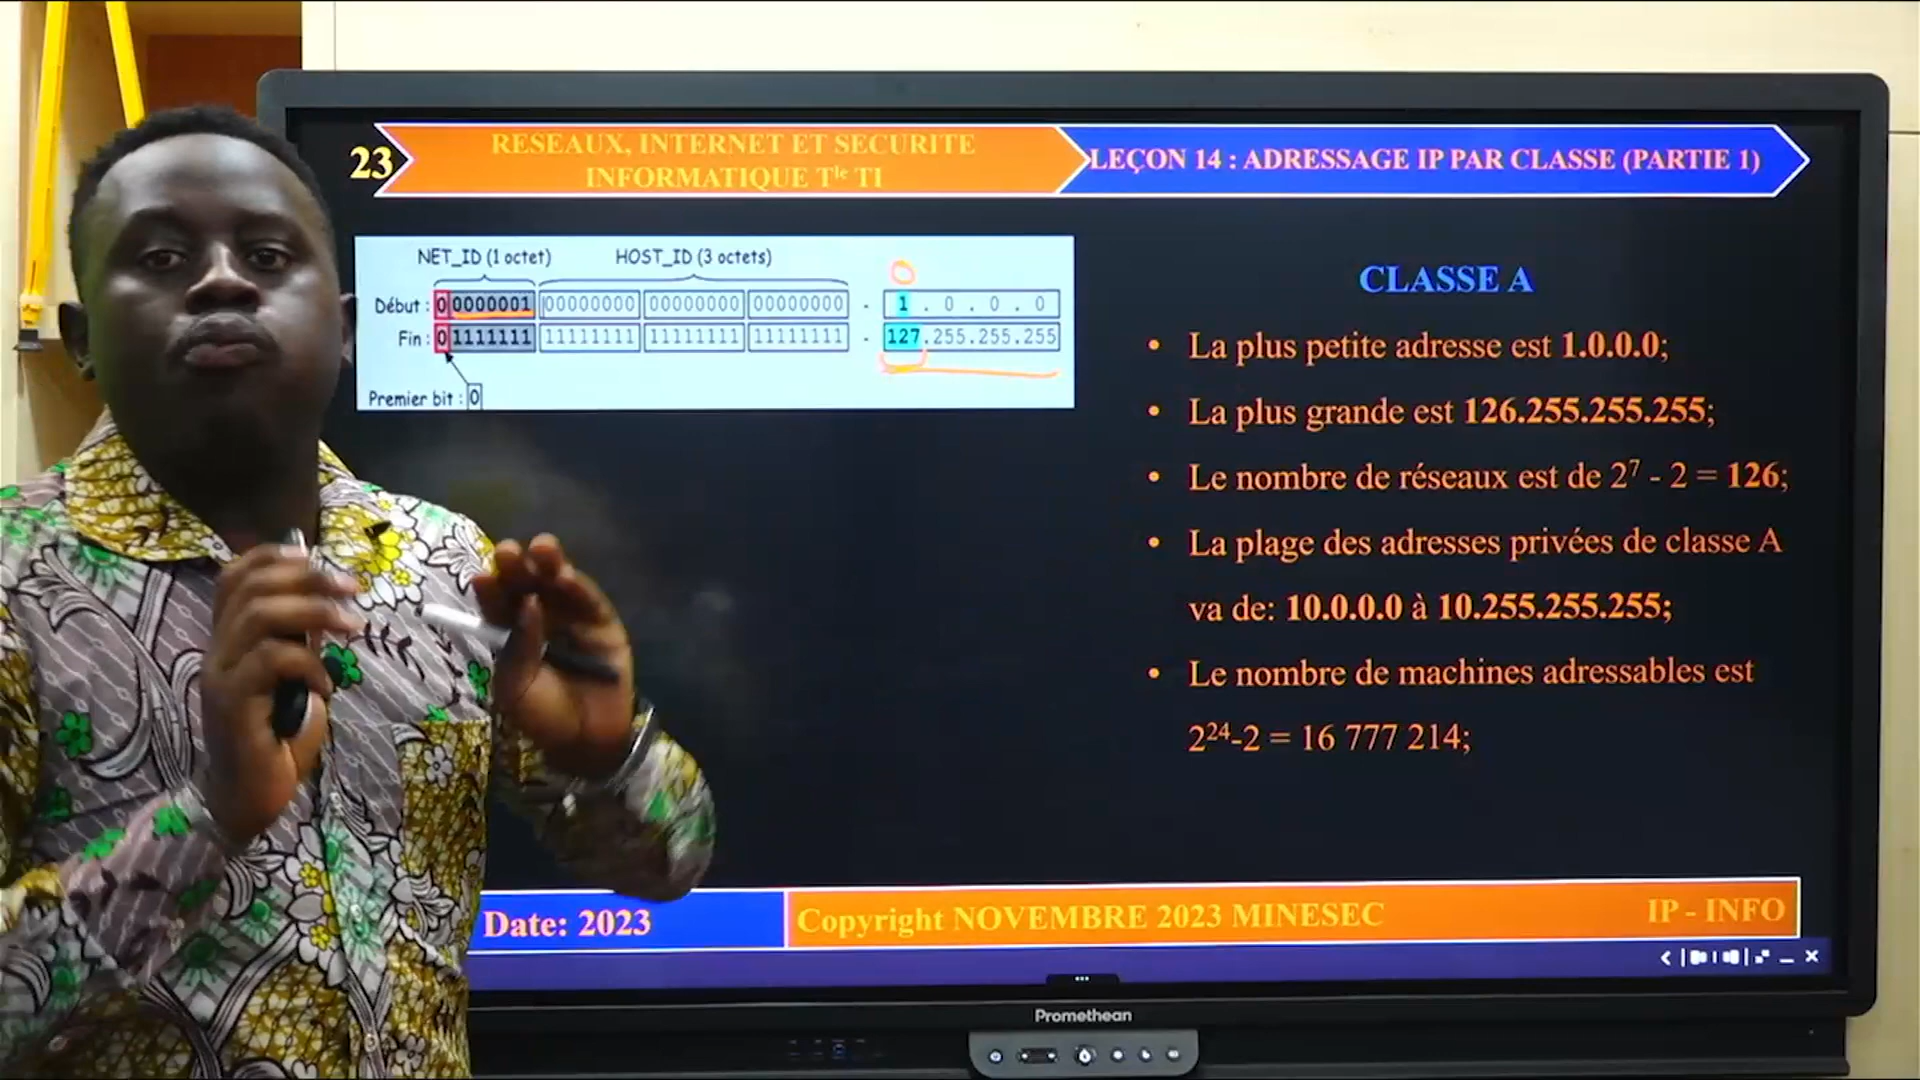 23
RESEAUX, INTERNET ET SECURITE
INFORMATIQUE Tle TI
LEÇON 14 : ADRESSAGE IP PAR CLASSE (PARTIE 1)
NET_ID (1 octet) HOST_ID (3 octets)
0
Début : 0 0000001 00000000 00000000 00000000 - 1 . 0 . 0 . 0
Fin : 0 1111111 11111111 11111111 11111111 - 127.255.255.255
Premier bit : 0
CLASSE A
• La plus petite adresse est 1.0.0.0;
• La plus grande est 126.255.255.255;
• Le nombre de réseaux est de 2⁷ - 2 = 126;
• La plage des adresses privées de classe A
va de: 10.0.0.0 à 10.255.255.255;
• Le nombre de machines adressables est
2²⁴-2 = 16 777 214;
Date: 2023
Copyright NOVEMBRE 2023 MINESEC
IP - INFO
Promethean